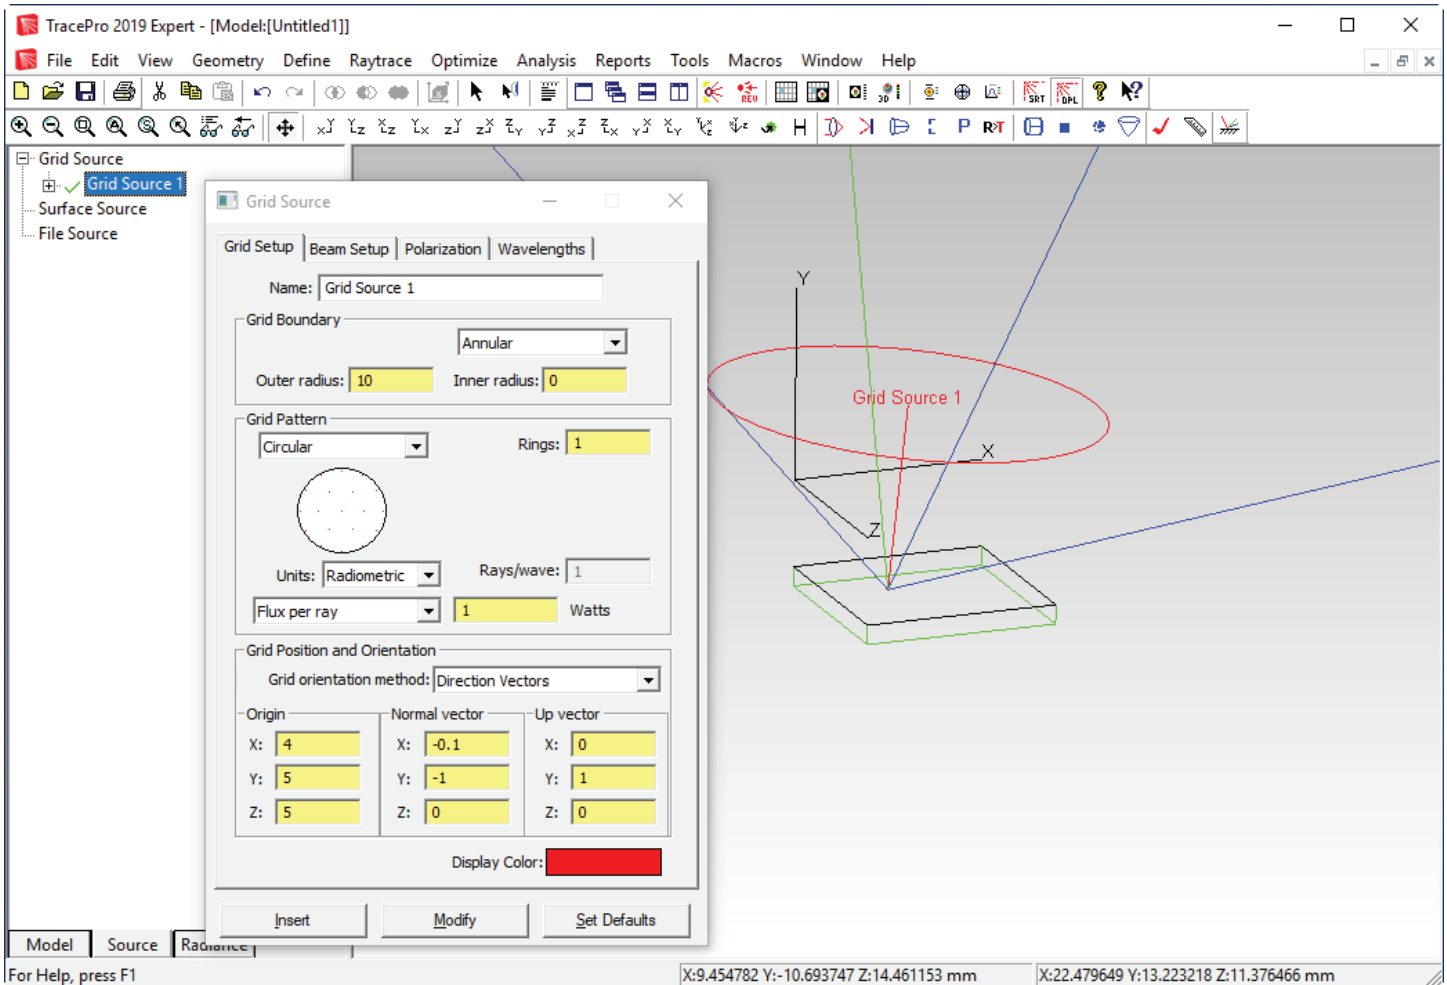 TracePro 2019 Expert - [Model:[Untitled1]]
File Edit View Geometry Define Raytrace Optimize Analysis Reports Tools Macros Window Help
Grid Source
Grid Source 1
Surface Source
File Source
Grid Source
Grid Setup Beam Setup Polarization Wavelengths
Name: Grid Source 1
Grid Boundary
Annular
Outer radius: 10 Inner radius: 0
Grid Pattern
Circular Rings: 1
Units: Radiometric Rays/wave: 1
Flux per ray 1 Watts
Grid Position and Orientation
Grid orientation method: Direction Vectors
Origin Normal vector Up vector
X: 4 X: -0.1 X: 0
Y: 5 Y: -1 Y: 1
Z: 5 Z: 0 Z: 0
Display Color:
Insert Modify Set Defaults
Y
Grid Source 1
X
Z
Model Source Radiance
For Help, press F1 X:9.454782 Y:-10.693747 Z:14.461153 mm X:22.479649 Y:13.223218 Z:11.376466 mm